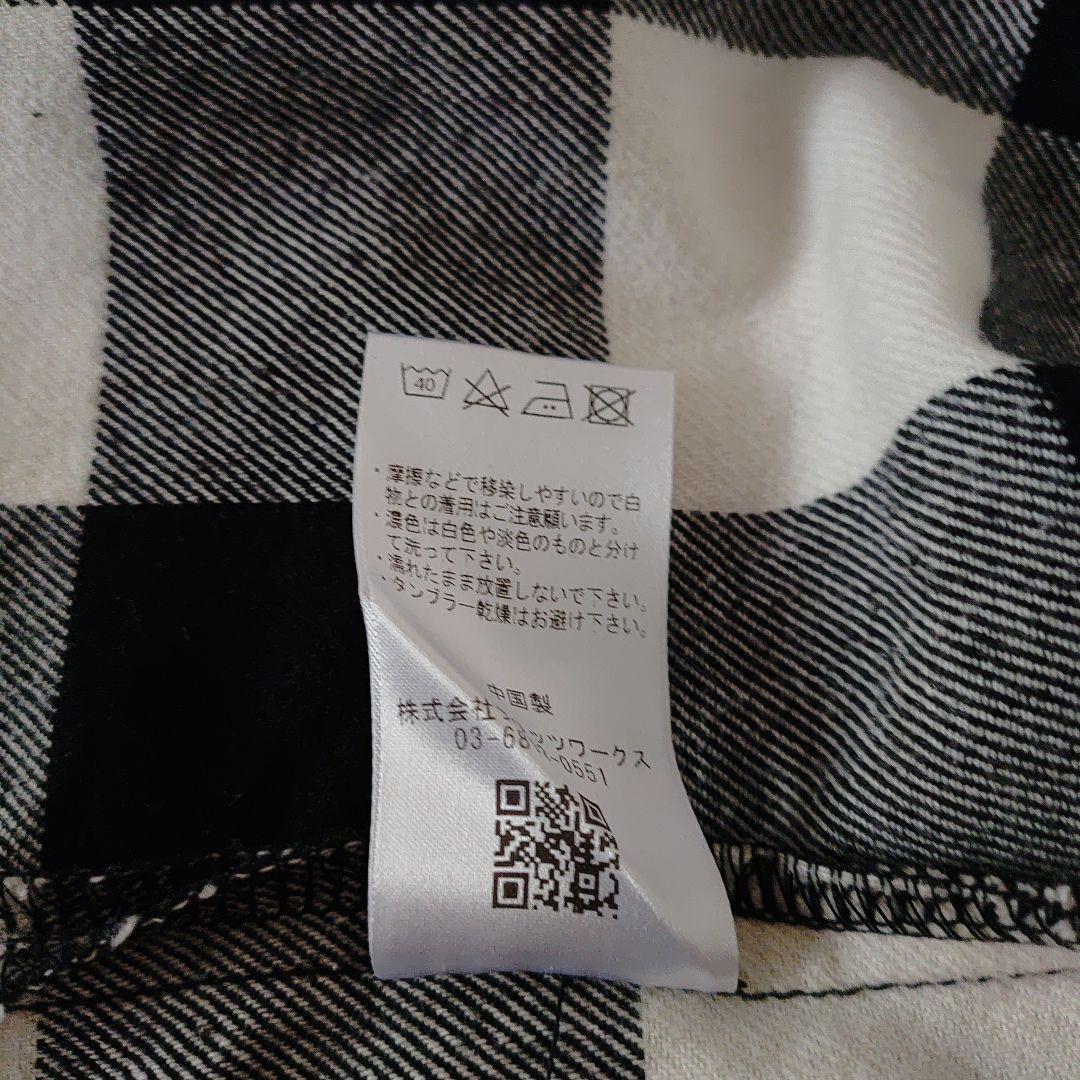 40
・摩擦などで移染しやすいので白
物との着用はご注意願います。
・濃色は白色や淡色のものと分け
て洗って下さい。
・濡れたまま放置しないで下さい。
・タンブラー乾燥はお避け下さい。
中国製
株式会社
ワークス
03-68
-0551